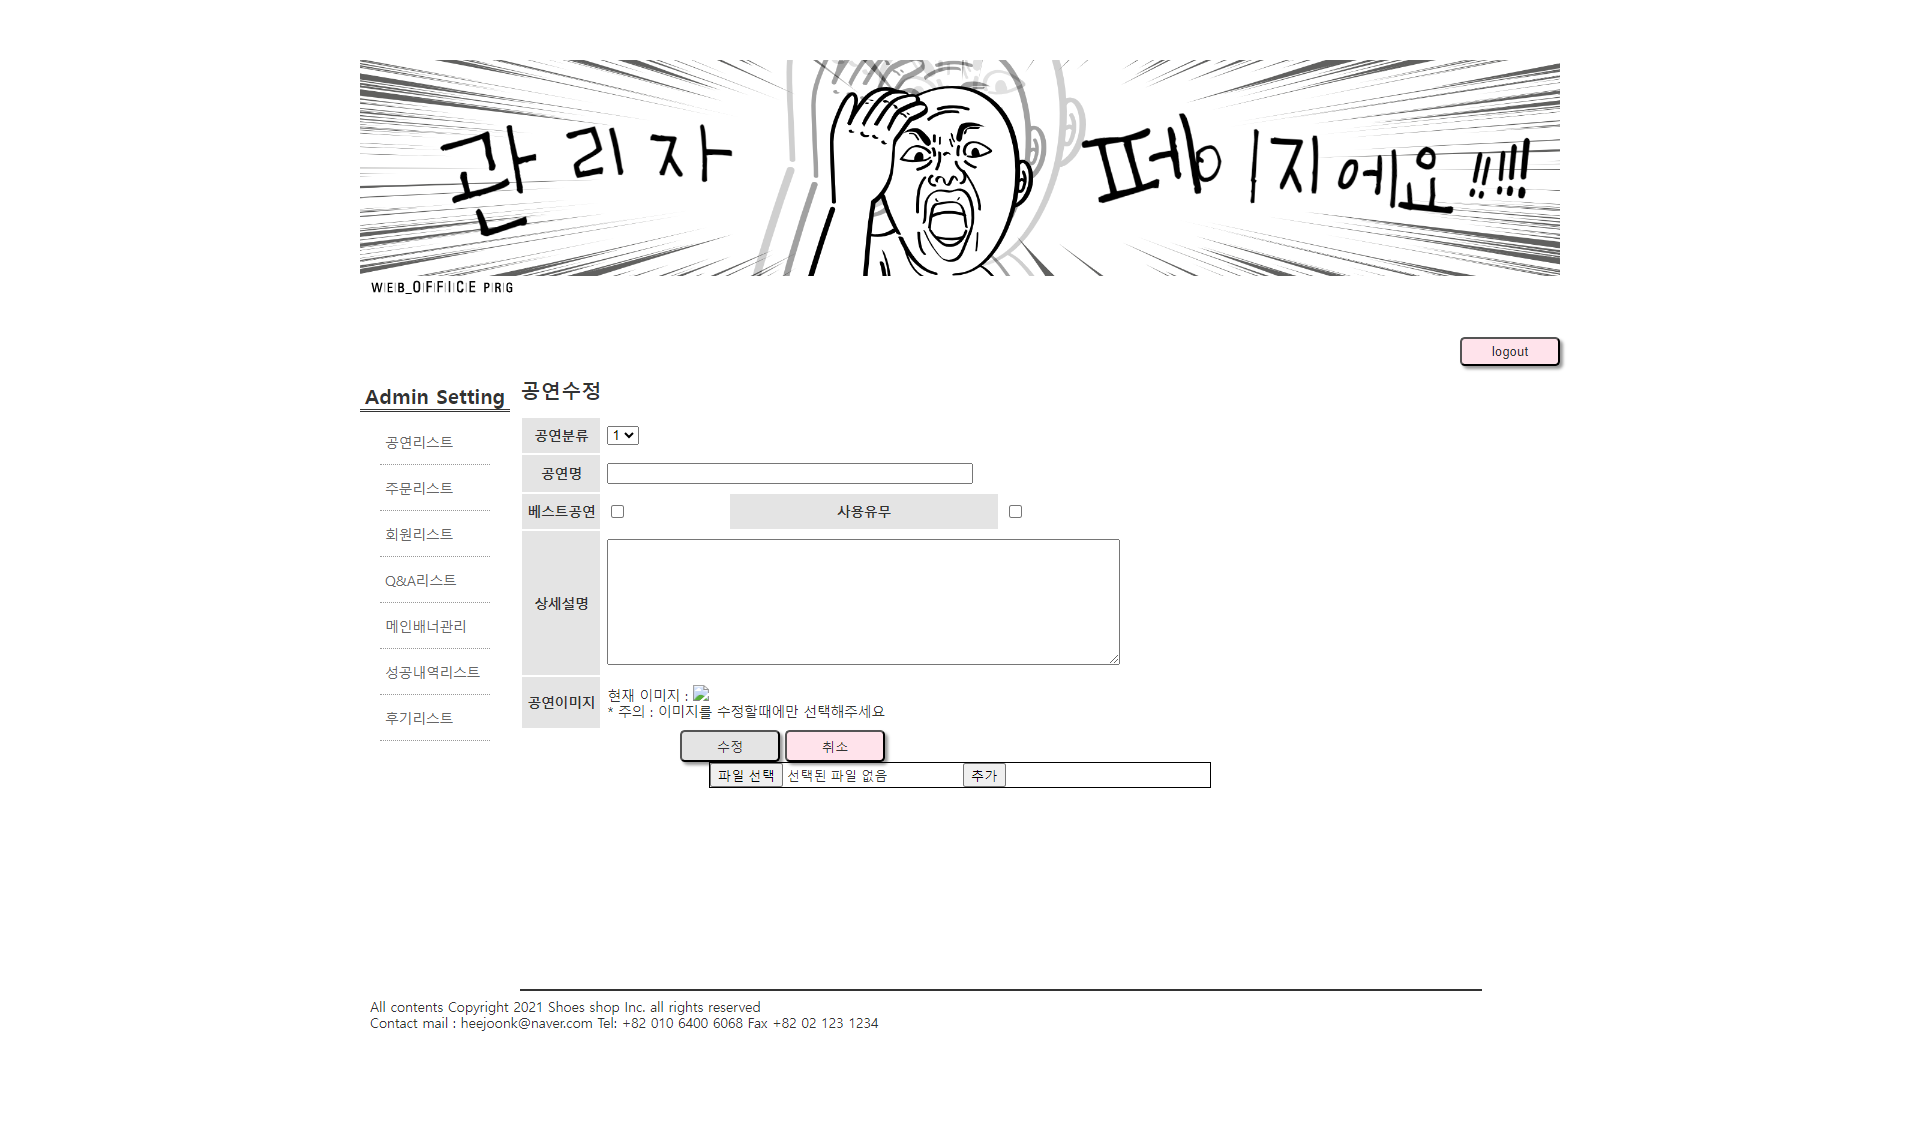 관리자 페이지에요!!!!!
WEB_OFFICE PRG
logout
Admin Setting
공연리스트
주문리스트
회원리스트
Q&A리스트
메인배너관리
성공내역리스트
후기리스트
공연수정
공연분류 1
공연명
베스트공연 사용유무
상세설명
공연이미지 현재 이미지 :
* 주의 : 이미지를 수정할때에만 선택해주세요
수정 취소
파일 선택 선택된 파일 없음 추가
All contents Copyright 2021 Shoes shop Inc. all rights reserved
Contact mail : heejoonk@naver.com Tel: +82 010 6400 6068 Fax +82 02 123 1234